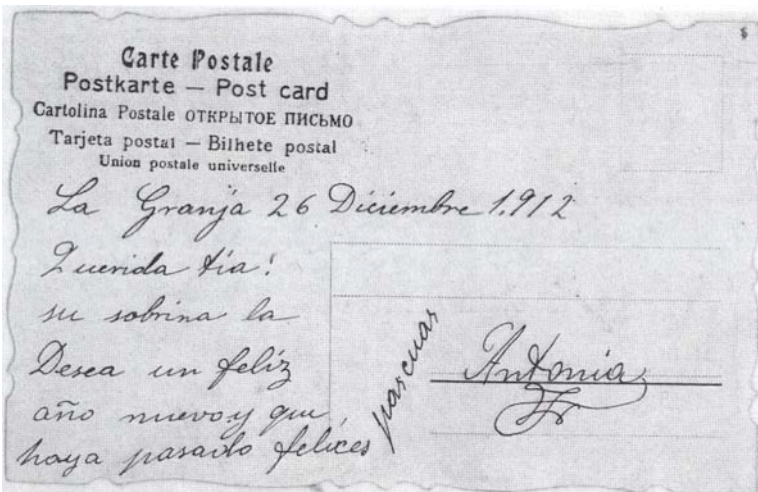 Carte Postale
Postkarte — Post card
Cartolina Postale ОТКРЫТОЕ ПИСЬМО
Tarjeta postal — Bilhete postal
Union postale universelle
La Granja 26 Diciembre 1.912
Querida tía!
su sobrina la
Desea un feliz
año nuevo y que
haya pasado felices
pascuas
Antonia